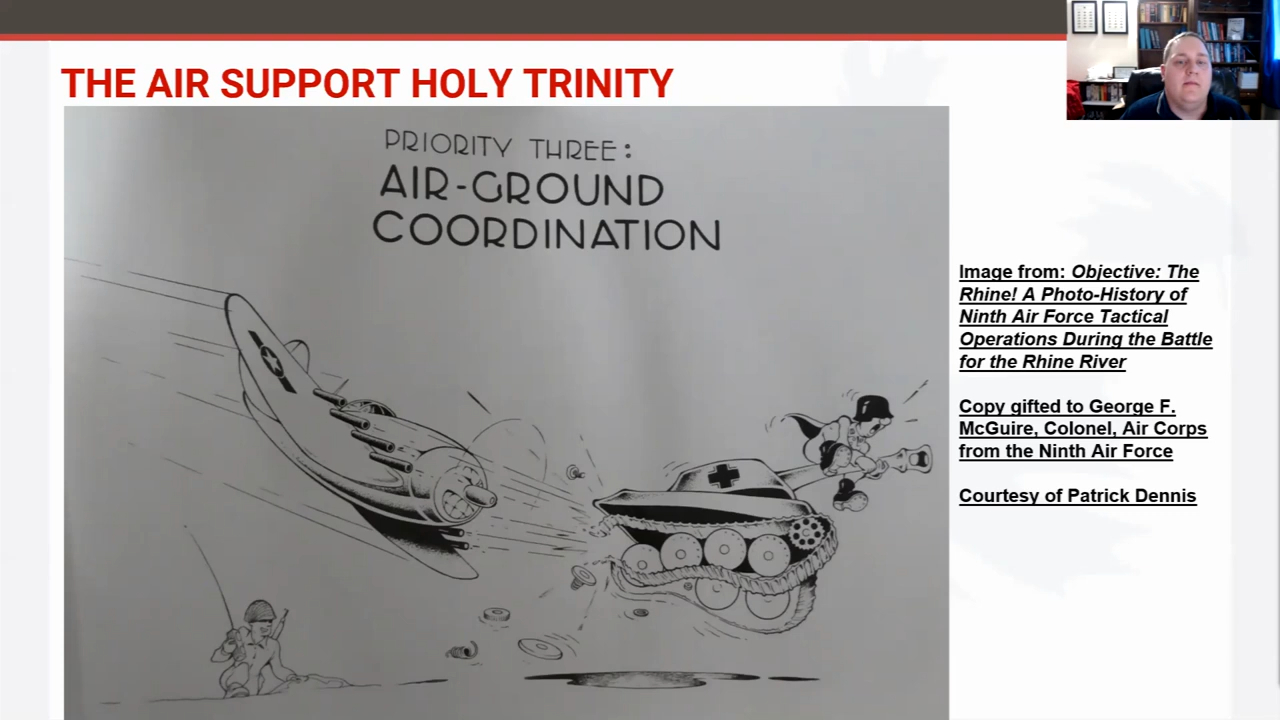 THE AIR SUPPORT HOLY TRINITY
PRIORITY THREE:
AIR-GROUND
COORDINATION
Image from: Objective: The
Rhine! A Photo-History of
Ninth Air Force Tactical
Operations During the Battle
for the Rhine River
Copy gifted to George F.
McGuire, Colonel, Air Corps
from the Ninth Air Force
Courtesy of Patrick Dennis